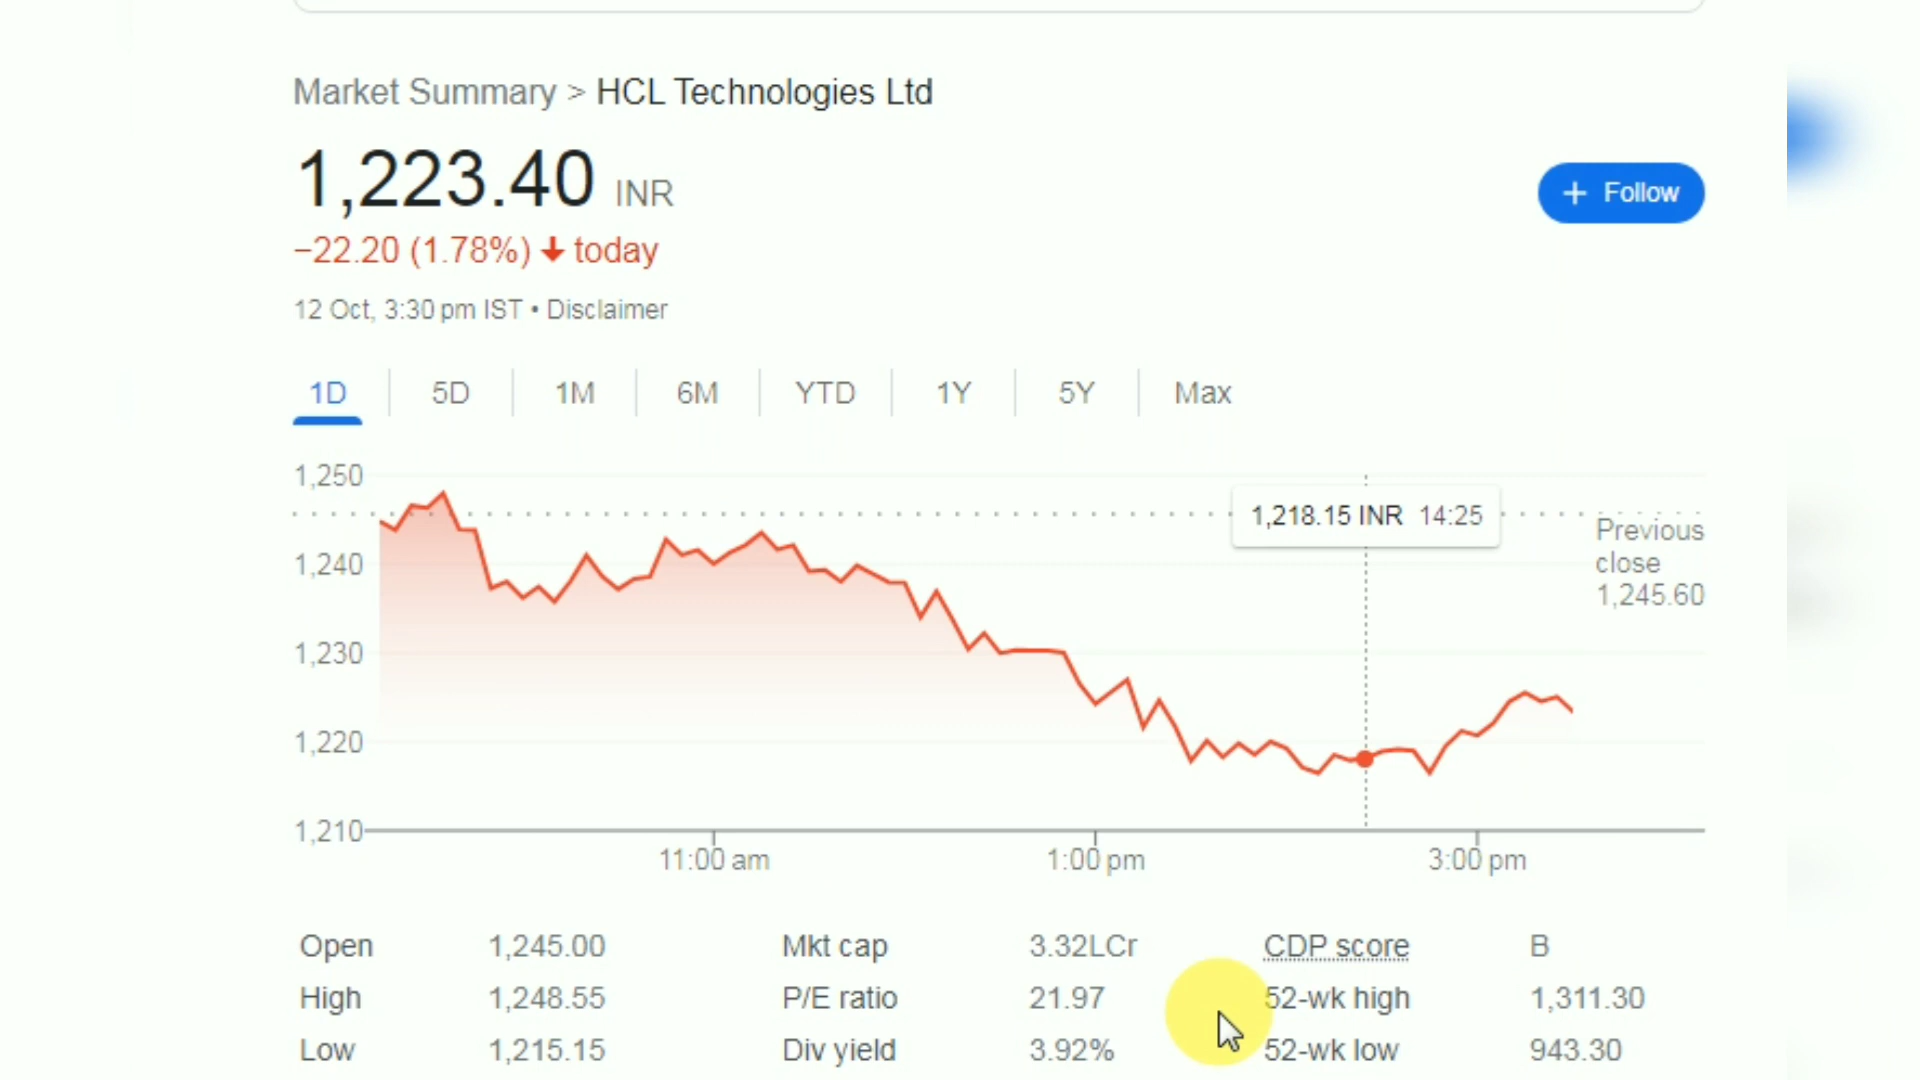 Market Summary > HCL Technologies Ltd
1,223.40 INR
+ Follow
−22.20 (1.78%) ↓ today
12 Oct, 3:30 pm IST • Disclaimer
1D 5D 1M 6M YTD 1Y 5Y Max
1,250
1,240
1,230
1,220
1,210
1,218.15 INR 14:25
Previous
close
1,245.60
11:00 am 1:00 pm 3:00 pm
Open 1,245.00 Mkt cap 3.32LCr CDP score B
High 1,248.55 P/E ratio 21.97 52-wk high 1,311.30
Low 1,215.15 Div yield 3.92% 52-wk low 943.30